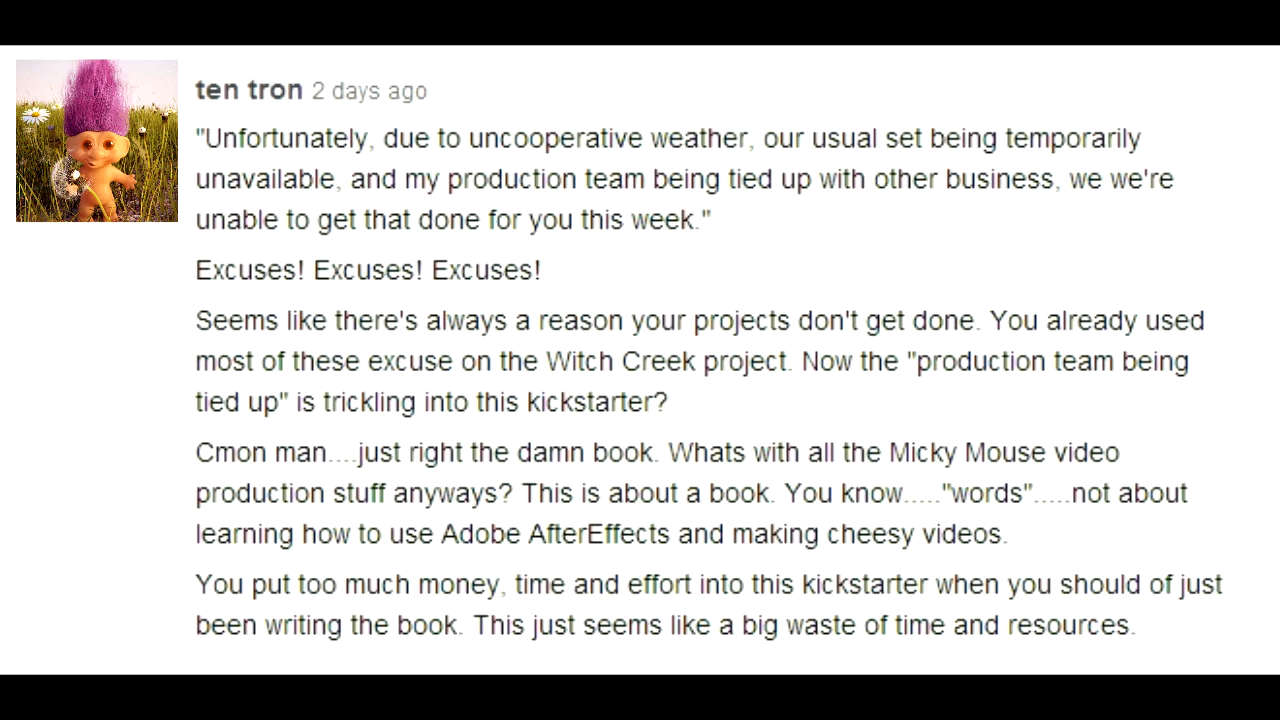 ten tron 2 days ago
"Unfortunately, due to uncooperative weather, our usual set being temporarily
unavailable, and my production team being tied up with other business, we we're
unable to get that done for you this week."
Excuses! Excuses! Excuses!
Seems like there's always a reason your projects don't get done. You already used
most of these excuse on the Witch Creek project. Now the "production team being
tied up" is trickling into this kickstarter?
Cmon man....just right the damn book. Whats with all the Micky Mouse video
production stuff anyways? This is about a book. You know....."words".....not about
learning how to use Adobe AfterEffects and making cheesy videos.
You put too much money, time and effort into this kickstarter when you should of just
been writing the book. This just seems like a big waste of time and resources.